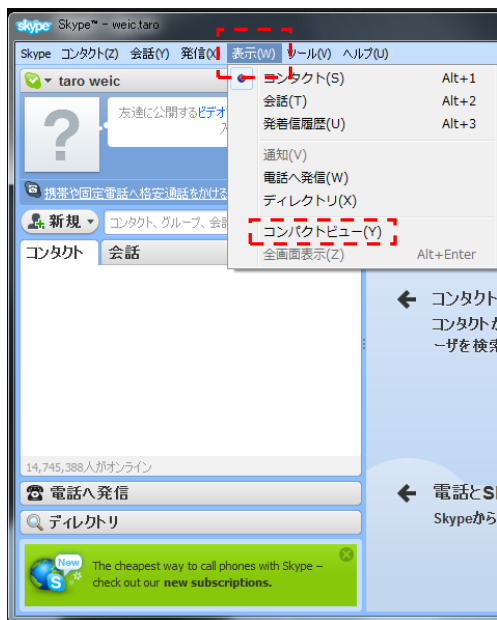 skype Skype™ - weic.taro
Skype コンタクト(Z) 会話(Y) 発信(X) 表示(W) ツール(V) ヘルプ(U)
taro weic
コンタクト(S) Alt+1
会話(T) Alt+2
発着信履歴(U) Alt+3
通知(V)
電話へ発信(W)
ディレクトリ(X)
コンパクトビュー(Y)
全画面表示(Z) Alt+Enter
?
友達に公開するビデオ
入
携帯や固定電話へ格安通話をかける
新規 コンタクト、グループ、会話
コンタクト 会話
コンタクト
コンタクトか
ーザを検索
14,745,388人がオンライン
電話へ発信
ディレクトリ
電話とS
Skypeから
New
S
The cheapest way to call phones with Skype –
check out our new subscriptions.